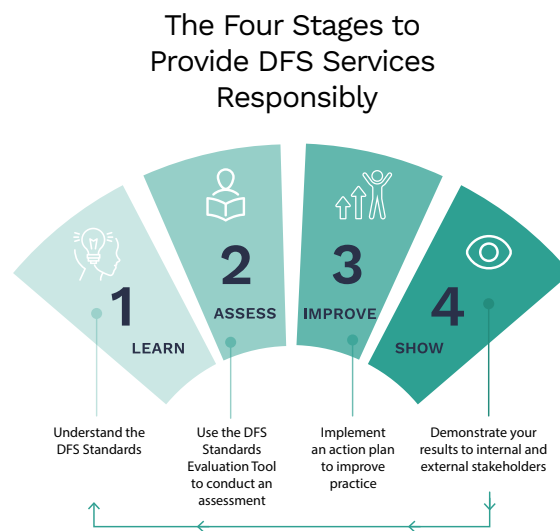 The Four Stages to
Provide DFS Services
Responsibly
1
LEARN
2
ASSESS
3
IMPROVE
4
SHOW
Understand the
DFS Standards
Use the DFS
Standards
Evaluation Tool
to conduct an
assessment
Implement
an action plan
to improve
practice
Demonstrate your
results to internal and
external stakeholders